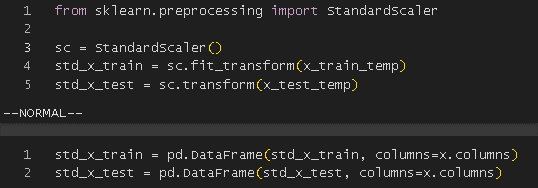 1 from sklearn.preprocessing import StandardScaler
2
3 sc = StandardScaler()
4 std_x_train = sc.fit_transform(x_train_temp)
5 std_x_test = sc.transform(x_test_temp)
--NORMAL--
1 std_x_train = pd.DataFrame(std_x_train, columns=x.columns)
2 std_x_test = pd.DataFrame(std_x_test, columns=x.columns)